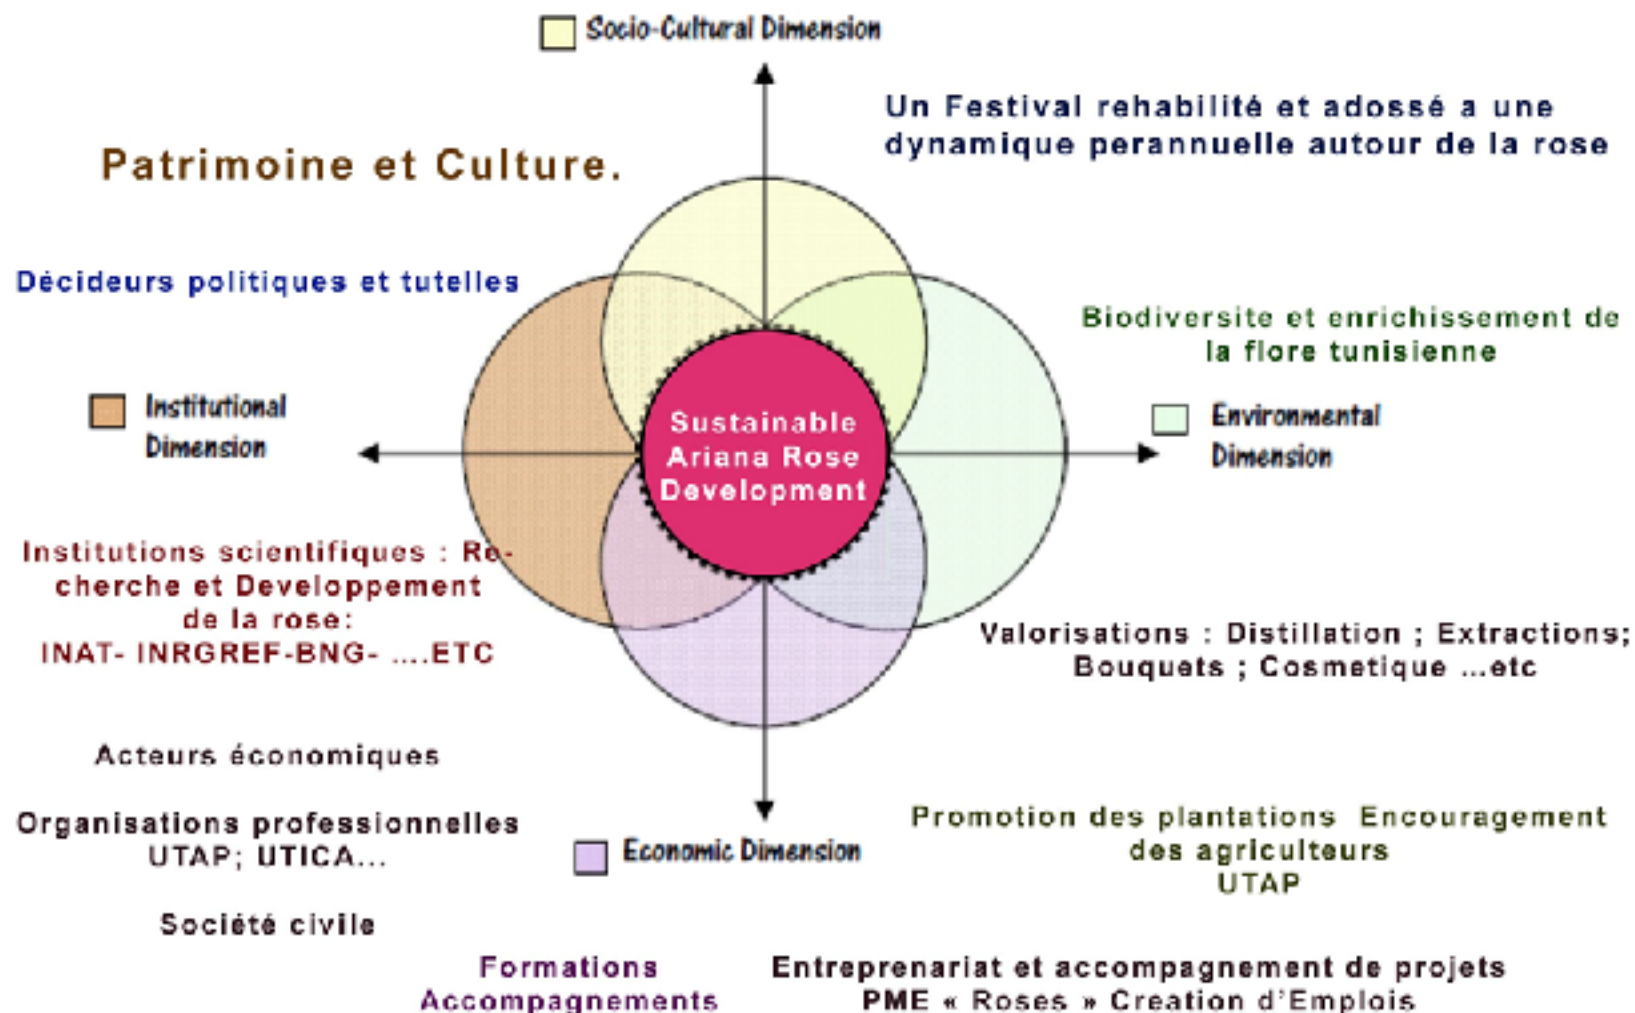 Socio-Cultural Dimension
Un Festival rehabilité et adossé a une
dynamique perannuelle autour de la rose
Patrimoine et Culture.
Décideurs politiques et tutelles
Biodiversite et enrichissement de
la flore tunisienne
Institutional
Dimension
Sustainable
Ariana Rose
Development
Environmental
Dimension
Institutions scientifiques : Re-
cherche et Developpement
de la rose:
INAT- INRGREF-BNG- ....ETC
Valorisations : Distillation ; Extractions;
Bouquets ; Cosmetique ...etc
Acteurs économiques
Organisations professionnelles
UTAP; UTICA...
Société civile
Economic Dimension
Promotion des plantations  Encouragement
des agriculteurs
UTAP
Formations
Accompagnements
Entreprenariat et accompagnement de projets
PME « Roses » Creation d'Emplois